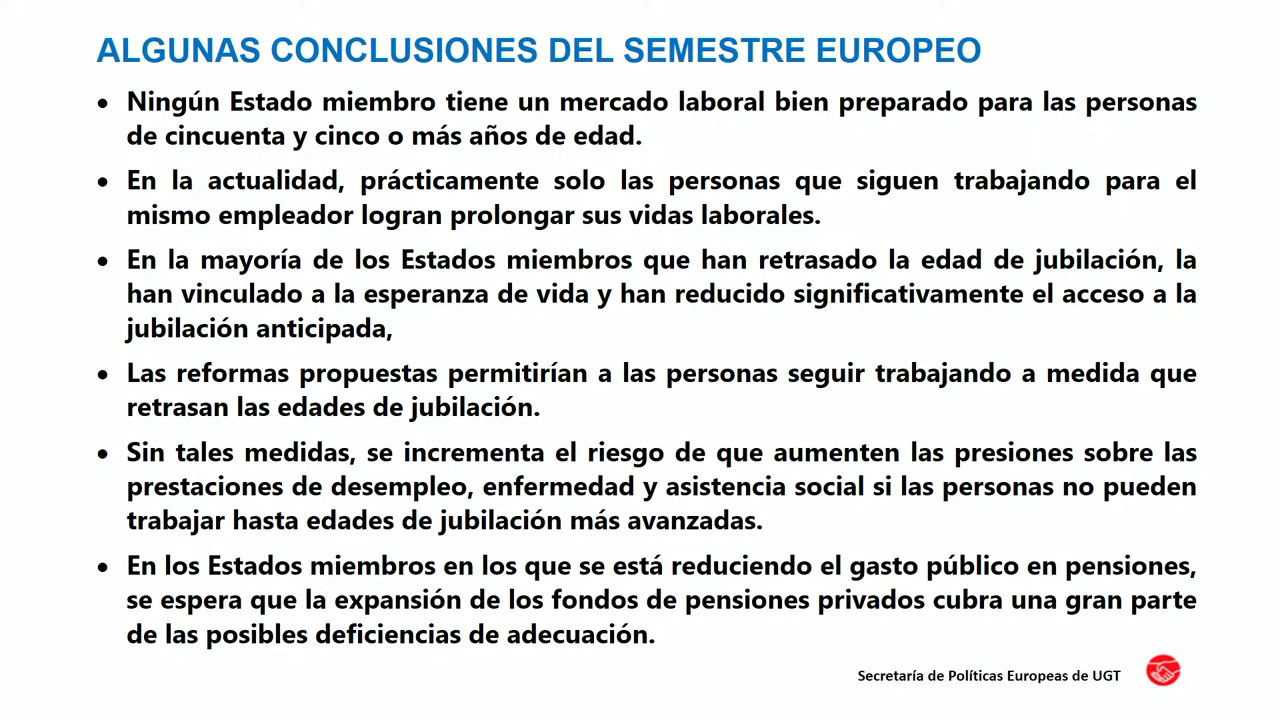 ALGUNAS CONCLUSIONES DEL SEMESTRE EUROPEO
• Ningún Estado miembro tiene un mercado laboral bien preparado para las personas
de cincuenta y cinco o más años de edad.
• En la actualidad, prácticamente solo las personas que siguen trabajando para el
mismo empleador logran prolongar sus vidas laborales.
• En la mayoría de los Estados miembros que han retrasado la edad de jubilación, la
han vinculado a la esperanza de vida y han reducido significativamente el acceso a la
jubilación anticipada,
• Las reformas propuestas permitirían a las personas seguir trabajando a medida que
retrasan las edades de jubilación.
• Sin tales medidas, se incrementa el riesgo de que aumenten las presiones sobre las
prestaciones de desempleo, enfermedad y asistencia social si las personas no pueden
trabajar hasta edades de jubilación más avanzadas.
• En los Estados miembros en los que se está reduciendo el gasto público en pensiones,
se espera que la expansión de los fondos de pensiones privados cubra una gran parte
de las posibles deficiencias de adecuación.
Secretaría de Políticas Europeas de UGT